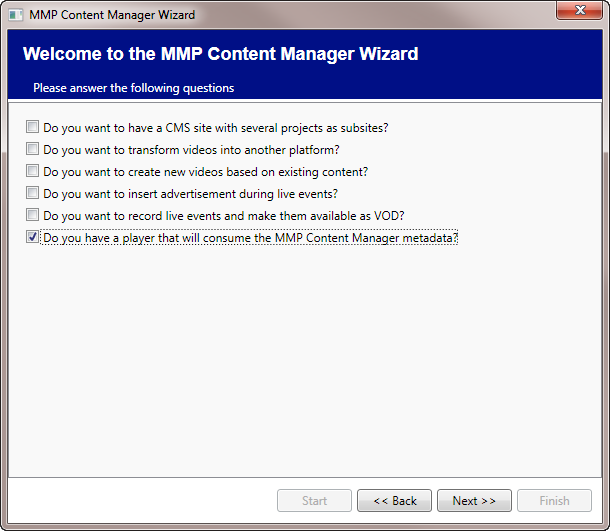 MMP Content Manager Wizard
Welcome to the MMP Content Manager Wizard
Please answer the following questions
Do you want to have a CMS site with several projects as subsites?
Do you want to transform videos into another platform?
Do you want to create new videos based on existing content?
Do you want to insert advertisement during live events?
Do you want to record live events and make them available as VOD?
Do you have a player that will consume the MMP Content Manager metadata?
Start << Back Next >> Finish